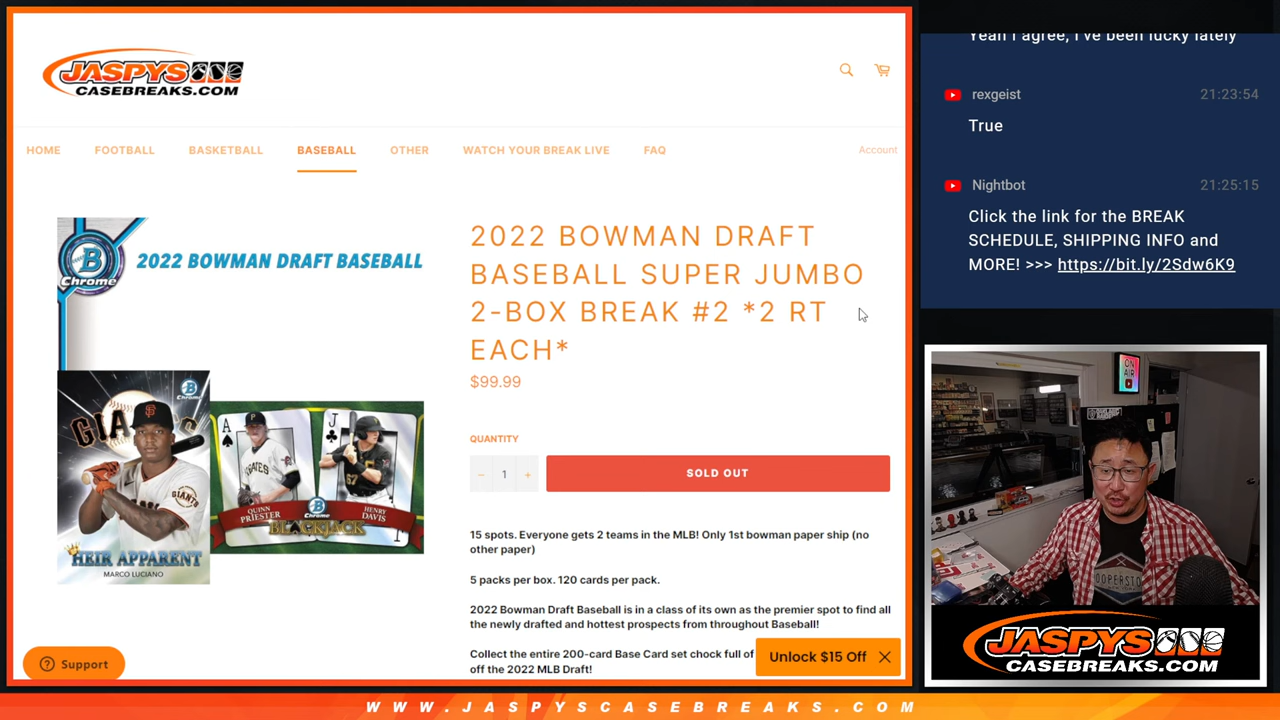 JASPYS
CASEBREAKS.COM
HOME FOOTBALL BASKETBALL BASEBALL OTHER WATCH YOUR BREAK LIVE FAQ Account
B
Chrome
2022 BOWMAN DRAFT BASEBALL
GIANTS
HEIR APPARENT
MARCO LUCIANO
A
J
PIRATES
QUINN
PRIESTER
HENRY
DAVIS
Chrome
BLACKJACK
2022 BOWMAN DRAFT
BASEBALL SUPER JUMBO
2-BOX BREAK #2 *2 RT
EACH*
$99.99
QUANTITY
− 1 +
SOLD OUT
15 spots. Everyone gets 2 teams in the MLB! Only 1st bowman paper ship (no
other paper)
5 packs per box. 120 cards per pack.
2022 Bowman Draft Baseball is in a class of its own as the premier spot to find all
the newly drafted and hottest prospects from throughout Baseball!
Collect the entire 200-card Base Card set chock full of
off the 2022 MLB Draft!
Support
Unlock $15 Off
Yeah I agree, I've been lucky lately
rexgeist 21:23:54
True
Nightbot 21:25:15
Click the link for the BREAK
SCHEDULE, SHIPPING INFO and
MORE! >>> https://bit.ly/2Sdw6K9
ON
AIR
JASPYS
CASEBREAKS.COM
WWW.JASPYSCASEBREAKS.COM